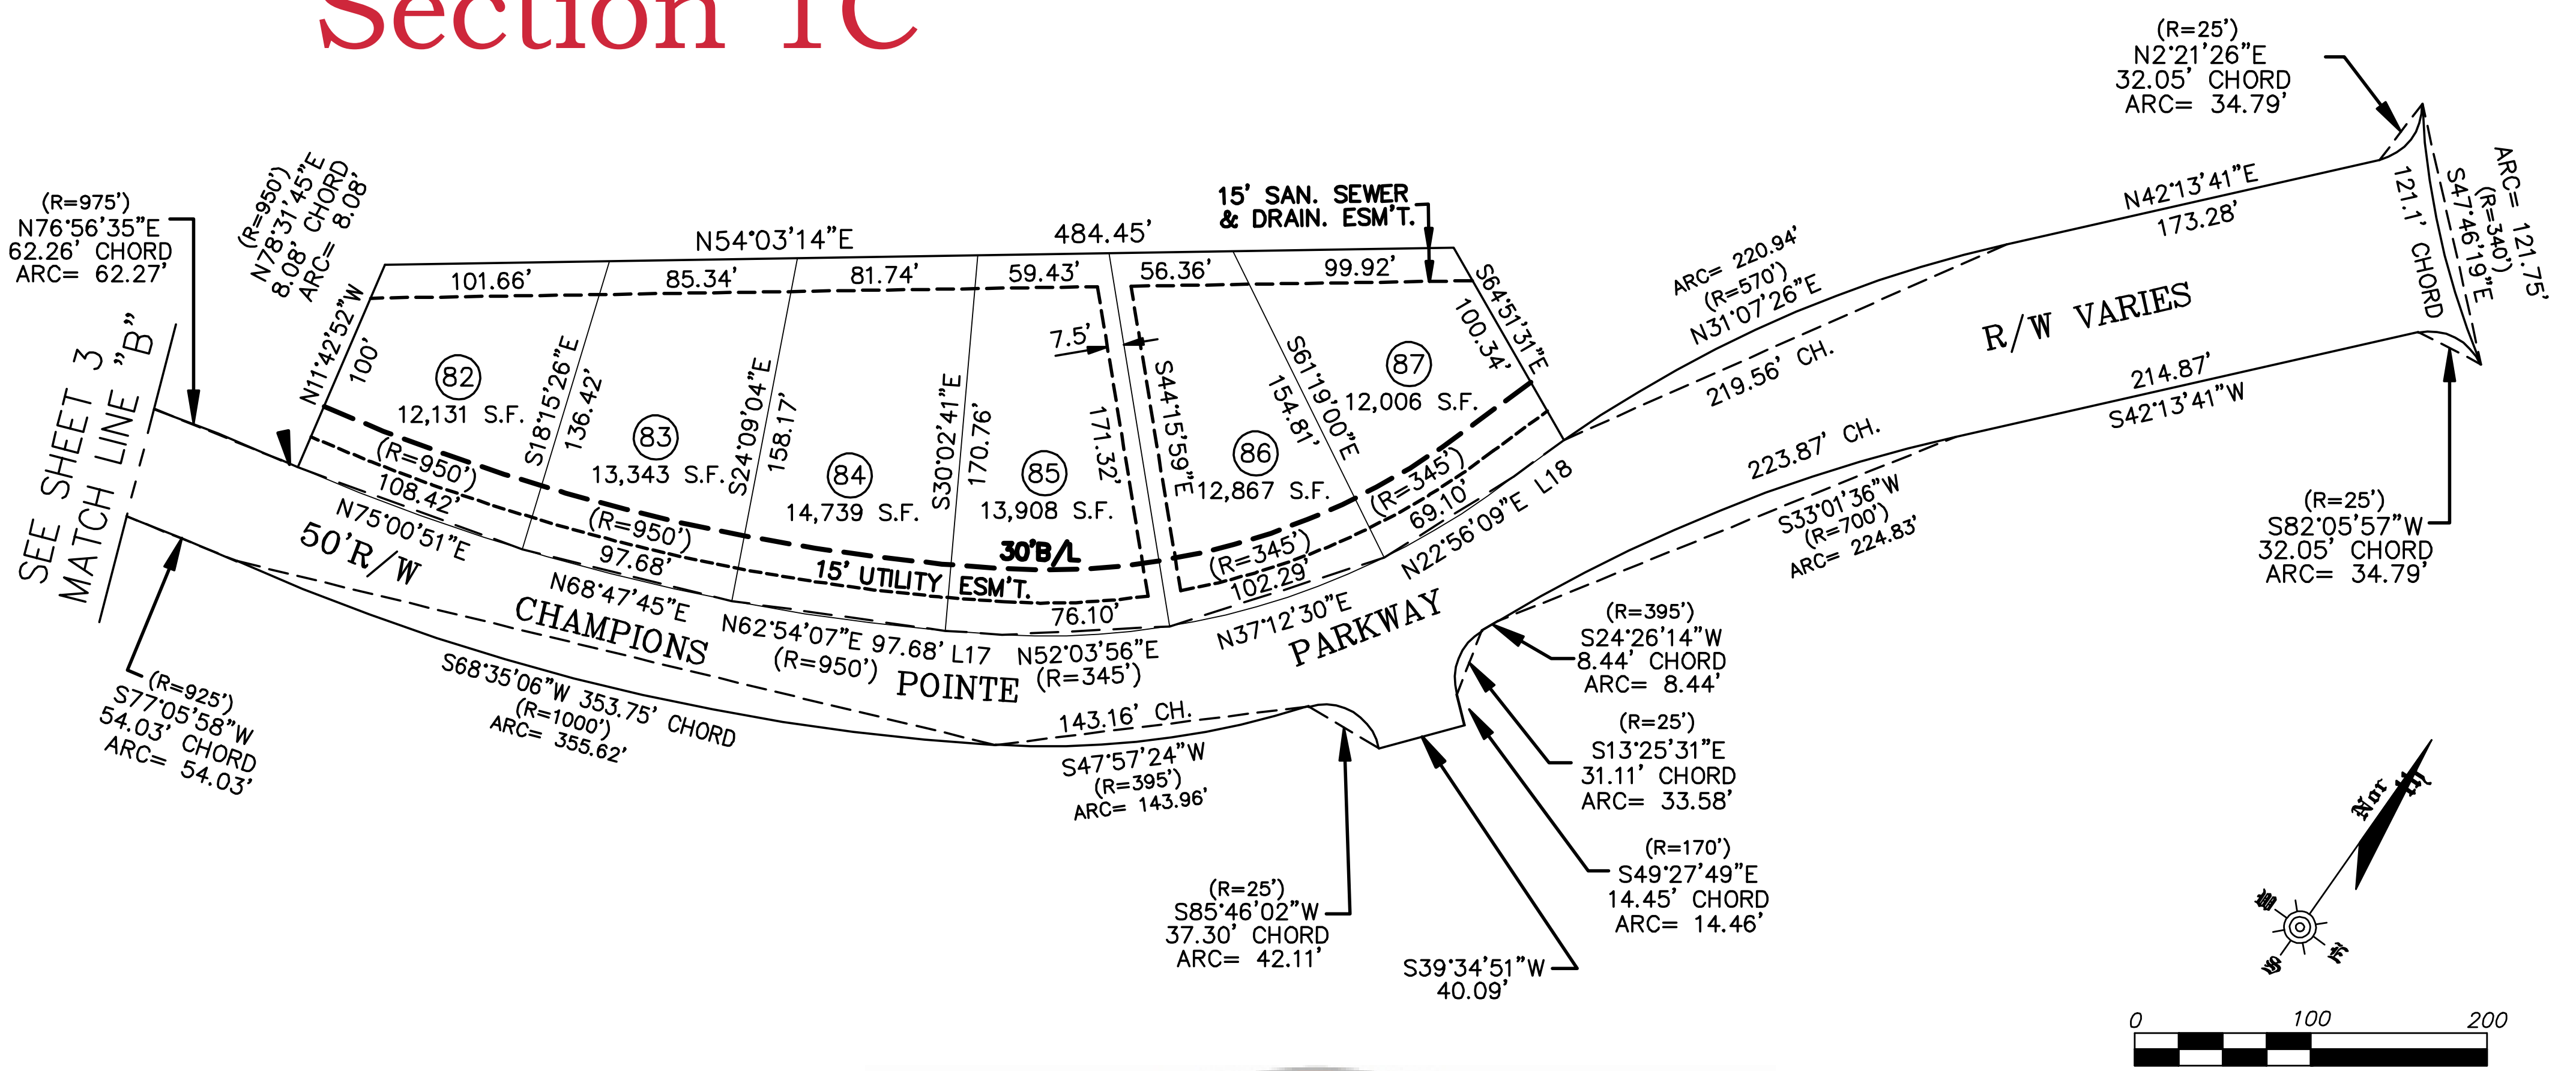 Section 1C
(R=25')
N2°21'26"E
32.05' CHORD
ARC= 34.79'
(R=975')
N76°56'35"E
62.26' CHORD
ARC= 62.27'
(R=950')
N78°31'45"E
8.08' CHORD
ARC= 8.08'
N54°03'14"E 484.45'
15' SAN. SEWER
& DRAIN. ESM'T.
101.66' 85.34' 81.74' 59.43' 56.36' 99.92'
N11°42'52"W
100'
82
12,131 S.F.
S18°15'26"E
136.42'
83
13,343 S.F.
S24°09'04"E
158.17'
84
14,739 S.F.
S30°02'41"E
170.76'
85
13,908 S.F.
7.5'
171.32'
S44°15'59"E
86
12,867 S.F.
S61°19'00"E
154.81'
87
12,006 S.F.
S64°51'31"E
100.34'
ARC= 220.94'
(R=570')
N31°07'26"E
219.56' CH.
N42°13'41"E
173.28'
R/W VARIES
121.1' CHORD
S47°46'19"E
(R=340')
ARC= 121.75'
214.87'
S42°13'41"W
223.87' CH.
S33°01'36"W
(R=700')
ARC= 224.83'
(R=25')
S82°05'57"W
32.05' CHORD
ARC= 34.79'
SEE SHEET 3
MATCH LINE "B"
(R=950')
108.42'
N75°00'51"E
(R=950')
97.68'
N68°47'45"E
30'B/L
15' UTILITY ESM'T.
N62°54'07"E 97.68' L17
(R=950')
76.10'
N52°03'56"E
(R=345')
(R=345')
102.29'
N37°12'30"E
(R=345')
69.10'
N22°56'09"E L18
50'R/W
CHAMPIONS
POINTE
PARKWAY
(R=925')
S77°05'58"W
54.03' CHORD
ARC= 54.03'
S68°35'06"W 353.75' CHORD
(R=1000')
ARC= 355.62'
143.16' CH.
S47°57'24"W
(R=395')
ARC= 143.96'
(R=395')
S24°26'14"W
8.44' CHORD
ARC= 8.44'
(R=25')
S13°25'31"E
31.11' CHORD
ARC= 33.58'
(R=170')
S49°27'49"E
14.45' CHORD
ARC= 14.46'
(R=25')
S85°46'02"W
37.30' CHORD
ARC= 42.11'
S39°34'51"W
40.09'
North
W
E
S
0 100 200